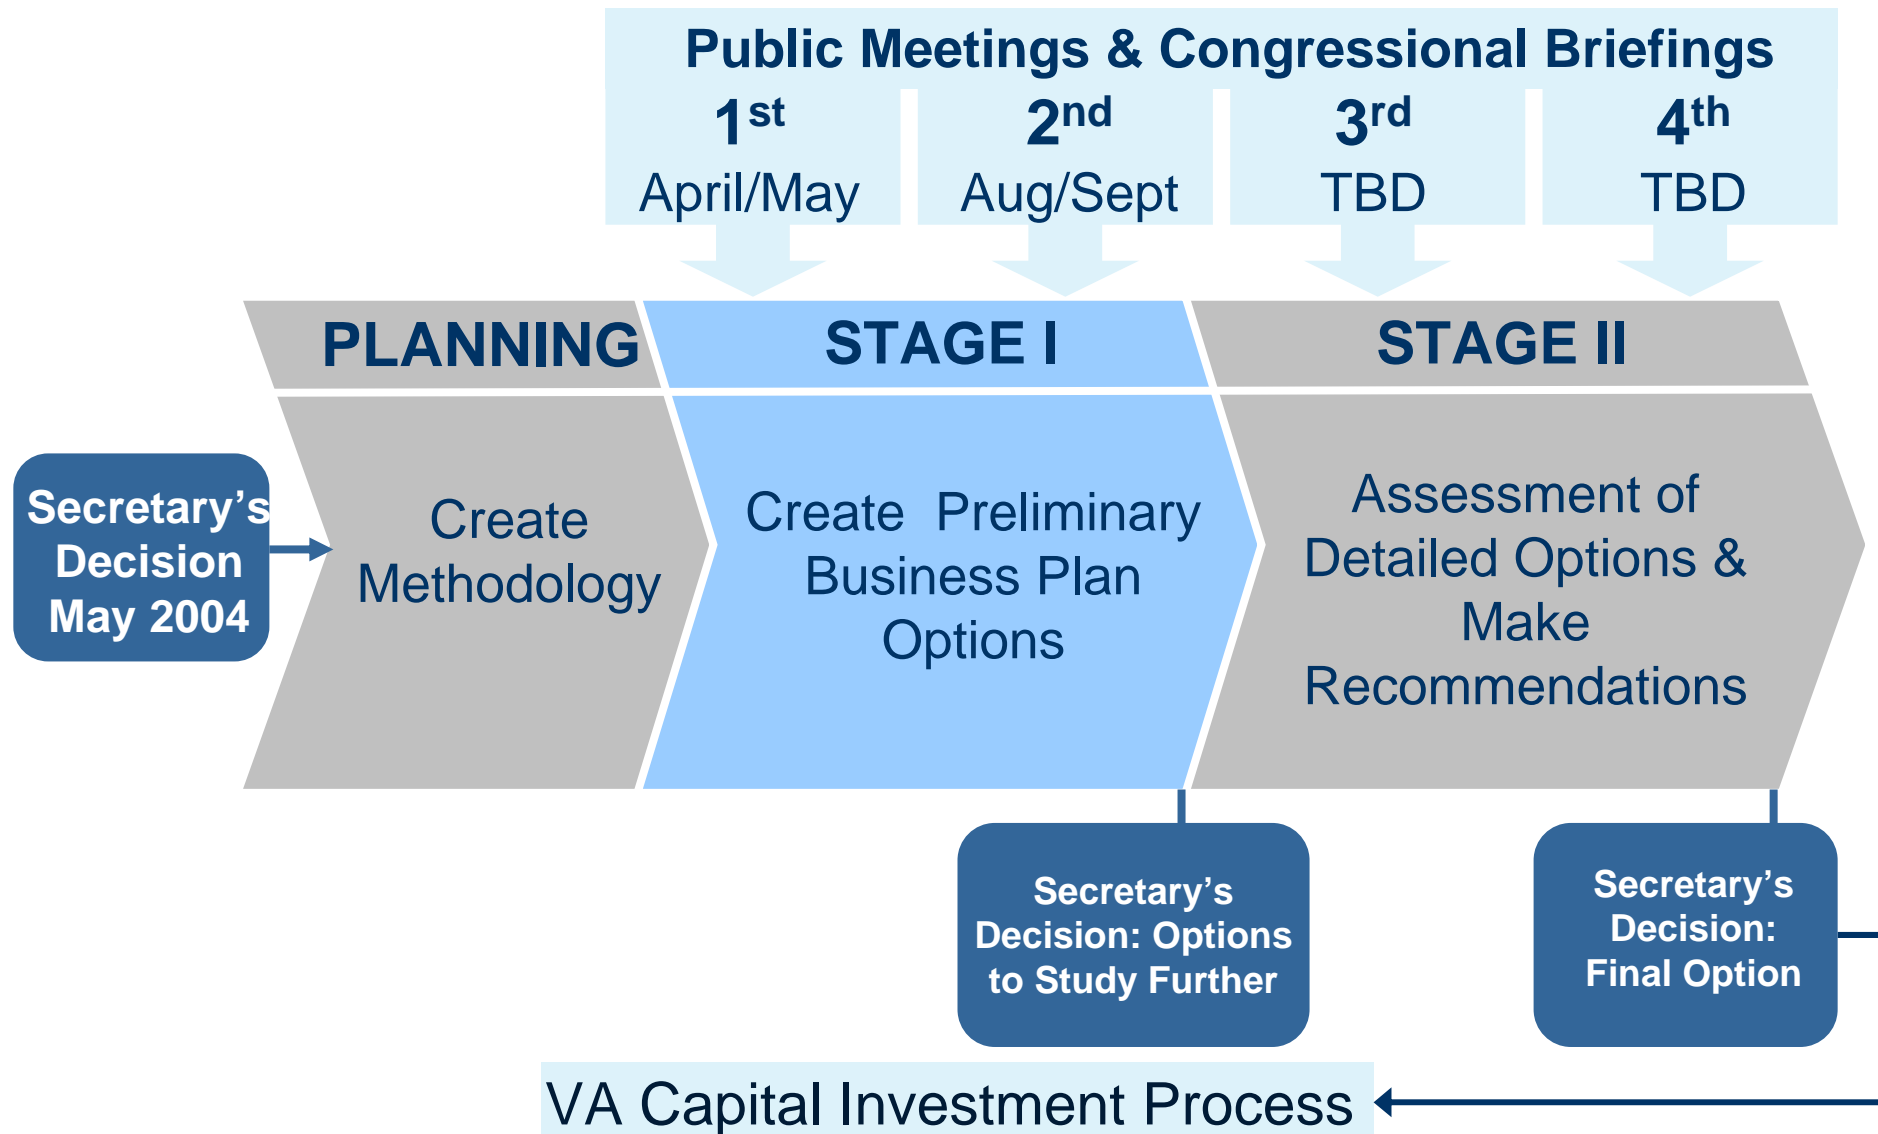 Public Meetings & Congressional Briefings
1st
April/May
2nd
Aug/Sept
3rd
TBD
4th
TBD
PLANNING
STAGE I
STAGE II
Secretary’s
Decision
May 2004
Create
Methodology
Create Preliminary
Business Plan
Options
Assessment of
Detailed Options &
Make
Recommendations
Secretary’s
Decision: Options
to Study Further
Secretary’s
Decision:
Final Option
VA Capital Investment Process